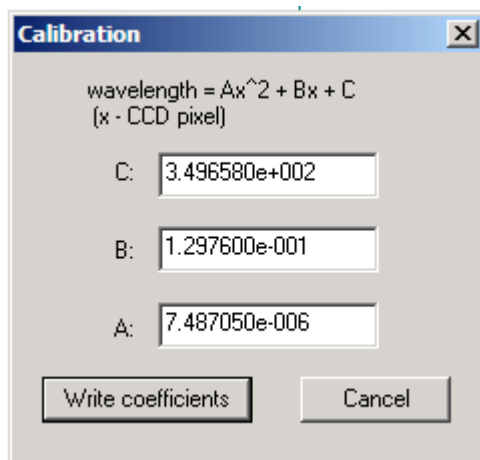 Calibration
wavelength = Ax^2 + Bx + C
(x - CCD pixel)
C: 3.496580e+002
B: 1.297600e-001
A: 7.487050e-006
Write coefficients Cancel